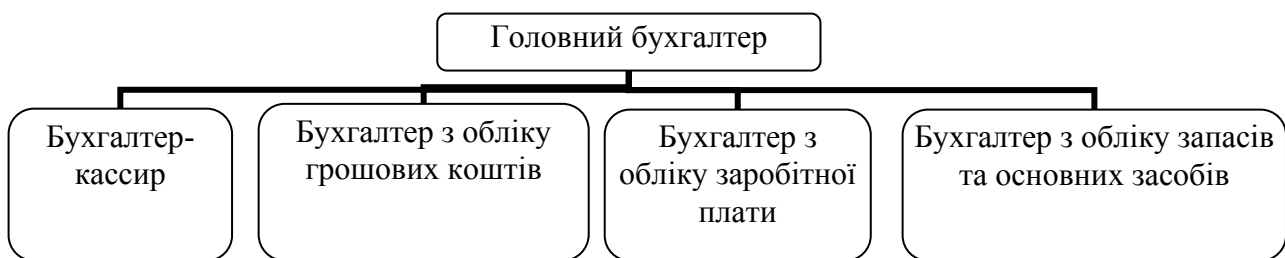 Головний бухгалтер
Бухгалтер-
кассир
Бухгалтер з обліку
грошових коштів
Бухгалтер з
обліку заробітної
плати
Бухгалтер з обліку запасів
та основних засобів